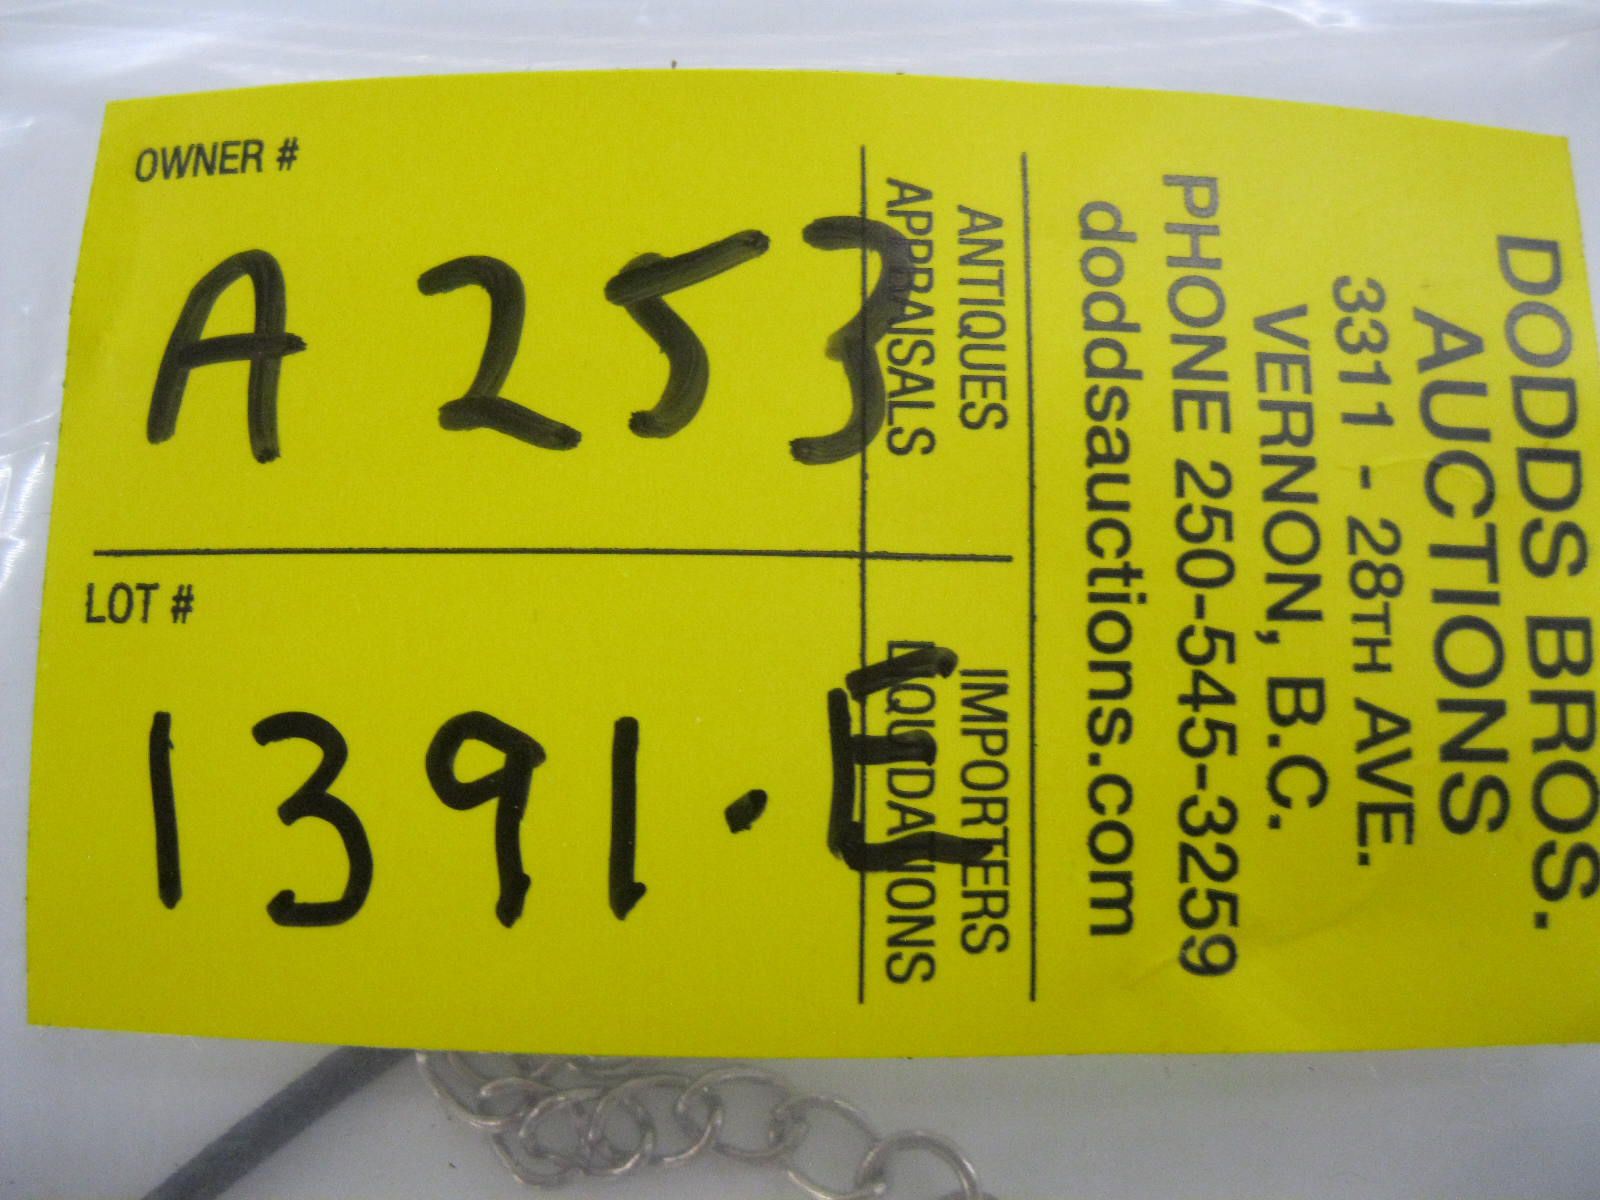 OWNER #
A 253
LOT #
1391.E
DODDS BROS.
AUCTIONS
3311 - 28TH AVE.
VERNON, B.C.
PHONE 250-545-3259
doddsauctions.com
ANTIQUES IMPORTERS
APPRAISALS LIQUIDATIONS